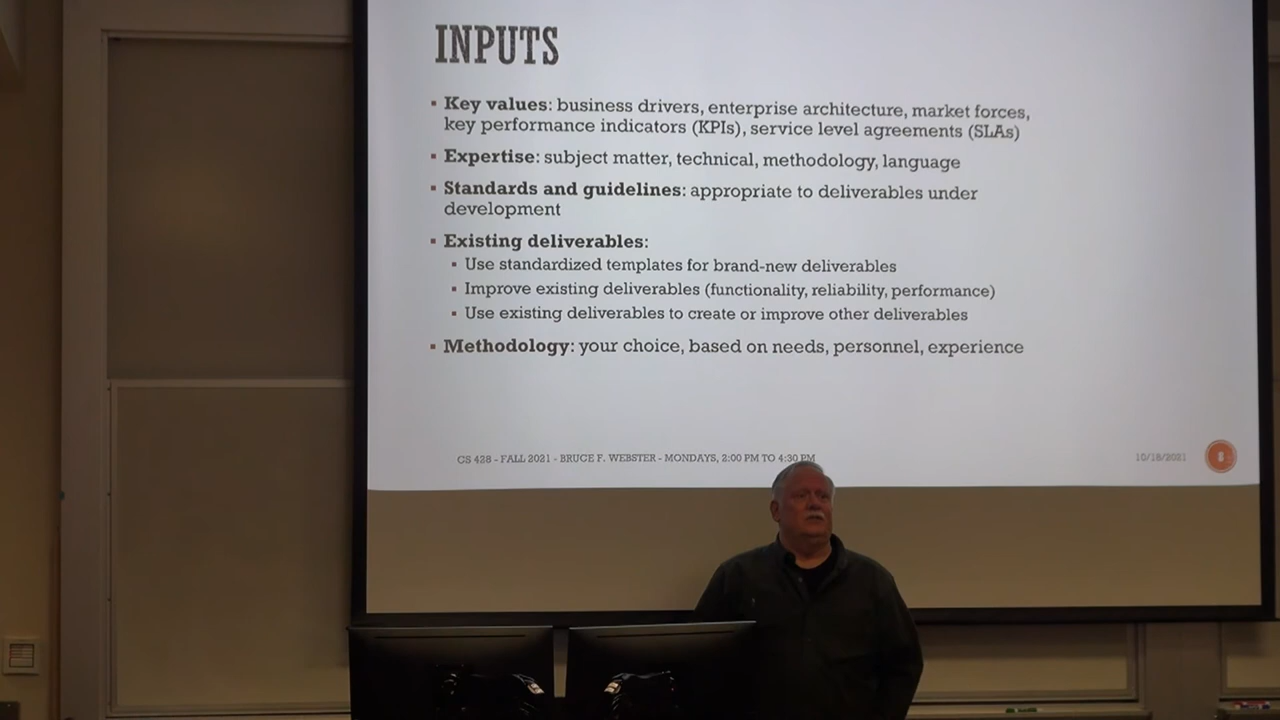 INPUTS
▪ Key values: business drivers, enterprise architecture, market forces,
key performance indicators (KPIs), service level agreements (SLAs)
▪ Expertise: subject matter, technical, methodology, language
▪ Standards and guidelines: appropriate to deliverables under
development
▪ Existing deliverables:
▪ Use standardized templates for brand-new deliverables
▪ Improve existing deliverables (functionality, reliability, performance)
▪ Use existing deliverables to create or improve other deliverables
▪ Methodology: your choice, based on needs, personnel, experience
CS 428 - FALL 2021 - BRUCE F. WEBSTER - MONDAYS, 2:00 PM TO 4:30 PM
10/18/2021
8